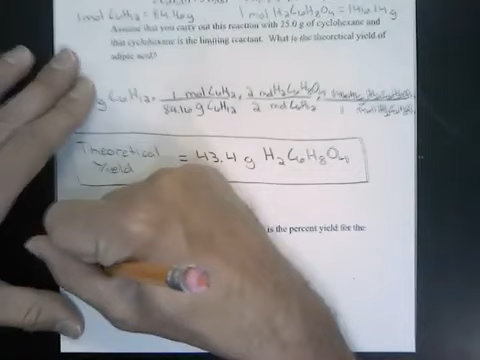 1 mol C6H12 = 84.16g 1 mol H2C6H8O4 = 146.14 g
Assume that you carry out this reaction with 25.0 g of cyclohexane and
that cyclohexane is the limiting reactant. What is the theoretical yield of
adipic acid?
g C6H12 · 1 mol C6H12 · 2 mol H2C6H8O4
84.16 g C6H12 2 mol C6H12 1
Theoretical
Yield = 43.4 g H2C6H8O4
is the percent yield for the